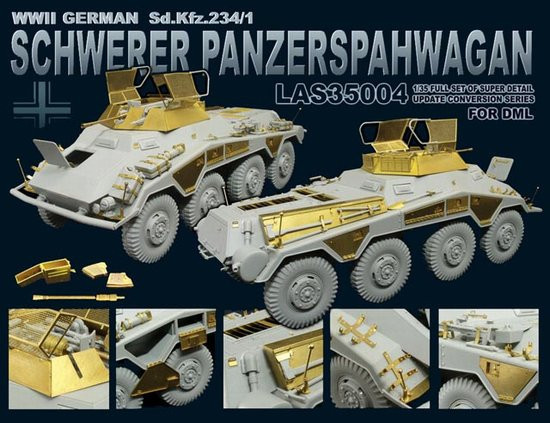 WWII GERMAN Sd.Kfz.234/1
SCHWERER PANZERSPAHWAGAN
LAS35004 1/35 FULL SET OF SUPER DETAIL
UPDATE CONVERSION SERIES
FOR DML